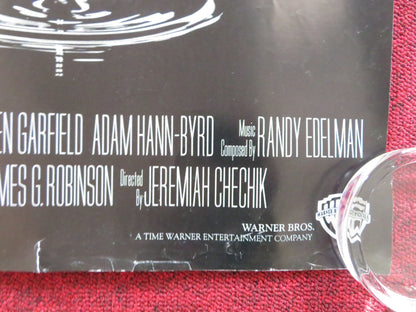 EN GARFIELD ADAM HANN-BYRD Music Composed By RANDY EDELMAN
MES G. ROBINSON Directed By JEREMIAH CHECHIK
WARNER BROS.
A TIME WARNER ENTERTAINMENT COMPANY